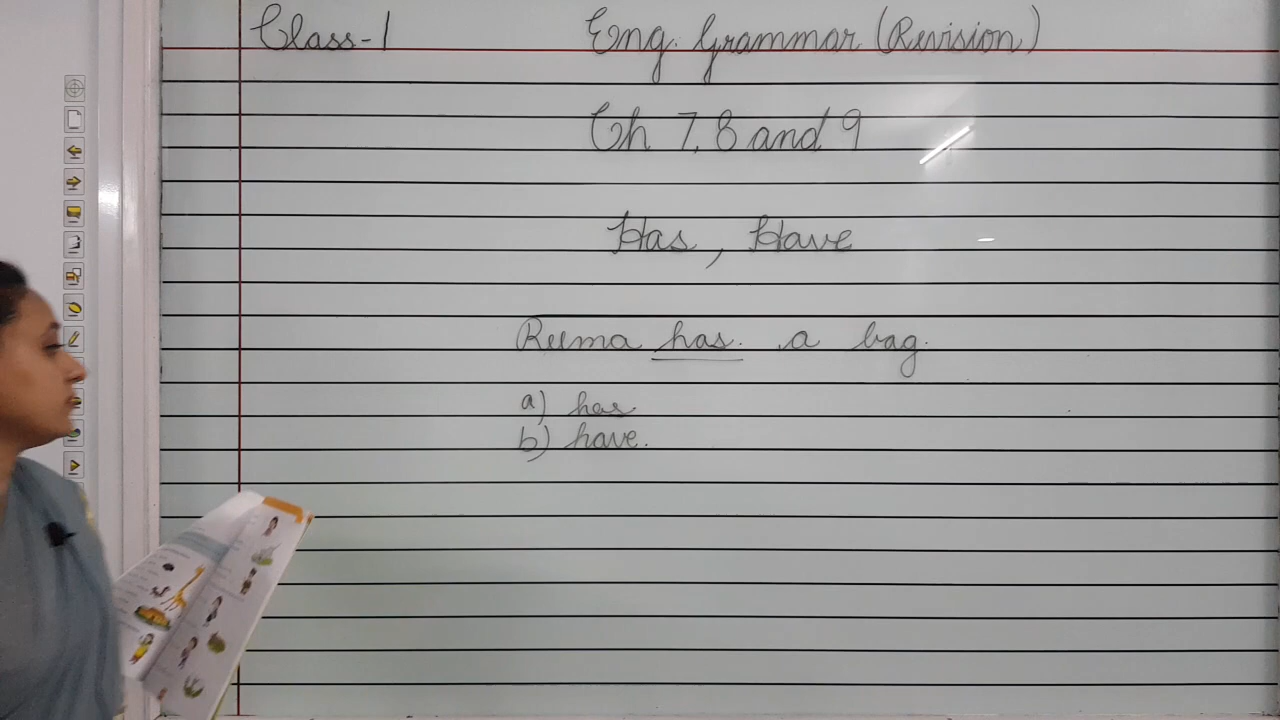 Class-1 Eng. Grammar (Revision)
Ch 7, 8 and 9
Has, Have
Reema has. a bag.
a) has
b) have.